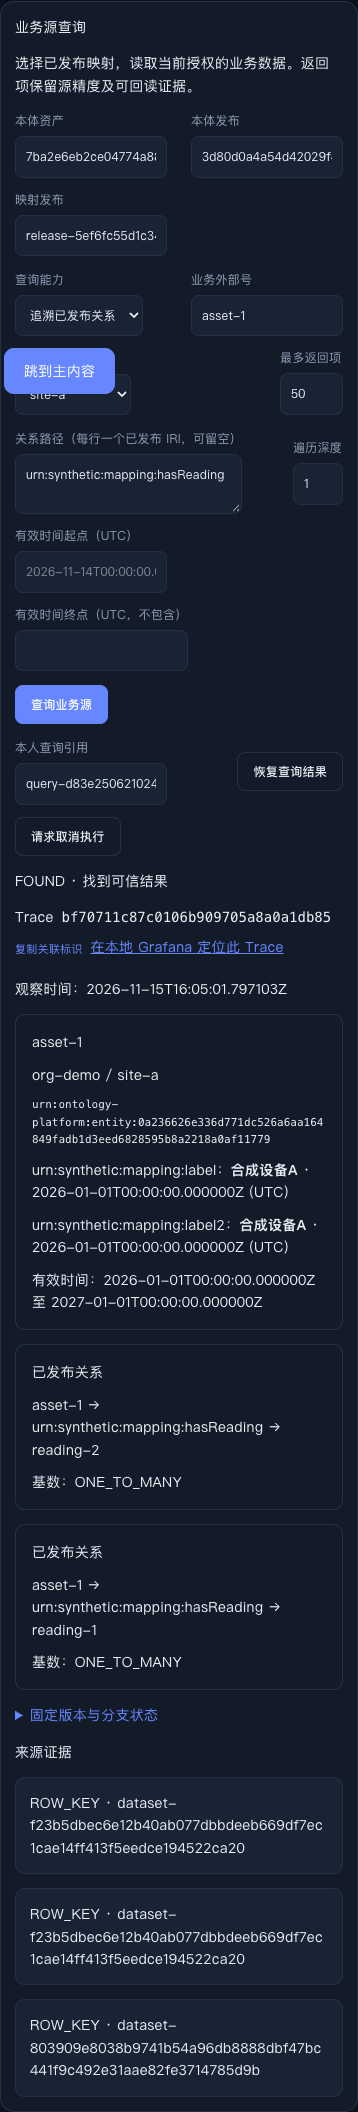 业务源查询
选择已发布映射，读取当前授权的业务数据。返回
项保留源精度及可回读证据。
本体资产
本体发布
7ba2e6eb2ce04774a8
3d80d0a4a54d42029f
映射发布
release-5ef6fc55d1c3
查询能力
业务外部号
追溯已发布关系
asset-1
跳到主内容
最多返回项
site-a
50
关系路径（每行一个已发布 IRI，可留空）
遍历深度
urn:synthetic:mapping:hasReading
1
有效时间起点（UTC）
2026-11-14T00:00:00.
有效时间终点（UTC，不包含）
查询业务源
本人查询引用
query-d83e250621024
恢复查询结果
请求取消执行
FOUND · 找到可信结果
Trace bf70711c87c0106b909705a8a0a1db85
复制关联标识 在本地 Grafana 定位此 Trace
观察时间：2026-11-15T16:05:01.797103Z
asset-1
org-demo / site-a
urn:ontology-
platform:entity:0a236626e336d771dc526a6aa164
849fadb1d3eed6828595b8a2218a0af11779
urn:synthetic:mapping:label：合成设备A ·
2026-01-01T00:00:00.000000Z (UTC)
urn:synthetic:mapping:label2：合成设备A ·
2026-01-01T00:00:00.000000Z (UTC)
有效时间：2026-01-01T00:00:00.000000Z
至 2027-01-01T00:00:00.000000Z
已发布关系
asset-1 →
urn:synthetic:mapping:hasReading →
reading-2
基数：ONE_TO_MANY
已发布关系
asset-1 →
urn:synthetic:mapping:hasReading →
reading-1
基数：ONE_TO_MANY
▶ 固定版本与分支状态
来源证据
ROW_KEY · dataset-
f23b5dbec6e12b40ab077dbbdeeb669df7ec
1cae14ff413f5eedce194522ca20
ROW_KEY · dataset-
f23b5dbec6e12b40ab077dbbdeeb669df7ec
1cae14ff413f5eedce194522ca20
ROW_KEY · dataset-
803909e8038b9741b54a96db8888dbf47bc
441f9c492e31aae82fe3714785d9b